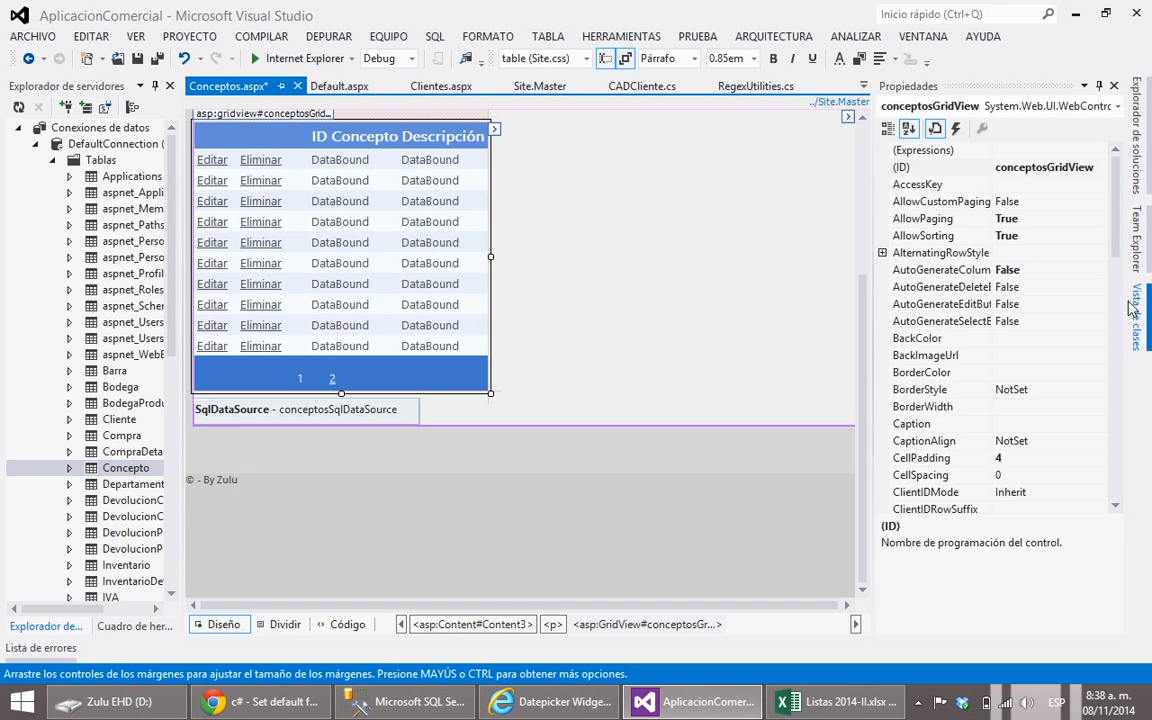 AplicacionComercial - Microsoft Visual Studio
Inicio rápido (Ctrl+Q)
ARCHIVO EDITAR VER PROYECTO COMPILAR DEPURAR EQUIPO SQL FORMATO TABLA HERRAMIENTAS PRUEBA ARQUITECTURA ANALIZAR VENTANA AYUDA
Internet Explorer Debug table (Site.css) Párrafo 0.85em B I U A
Explorador de servidores
Conexiones de datos
DefaultConnection (
Tablas
Applications
aspnet_Appli
aspnet_Mem
aspnet_Paths
aspnet_Perso
aspnet_Perso
aspnet_Profil
aspnet_Roles
aspnet_Scher
aspnet_Users
aspnet_Users
aspnet_WebE
Barra
Bodega
BodegaProdu
Cliente
Compra
CompraDeta
Concepto
Departament
DevolucionC
DevolucionC
DevolucionP
DevolucionP
Inventario
InventarioDe
IVA
Explorador de... Cuadro de her...
Lista de errores
Conceptos.aspx* Default.aspx Clientes.aspx Site.Master CADCliente.cs RegexUtilities.cs
../Site.Master
asp:gridview#conceptosGrid...
ID Concepto Descripción
Editar Eliminar DataBound DataBound
Editar Eliminar DataBound DataBound
Editar Eliminar DataBound DataBound
Editar Eliminar DataBound DataBound
Editar Eliminar DataBound DataBound
Editar Eliminar DataBound DataBound
Editar Eliminar DataBound DataBound
Editar Eliminar DataBound DataBound
Editar Eliminar DataBound DataBound
Editar Eliminar DataBound DataBound
1 2
SqlDataSource - conceptosSqlDataSource
© - By Zulu
Diseño Dividir Código <asp:Content#Content3> <p> <asp:GridView#conceptosGr...>
Propiedades
conceptosGridView System.Web.UI.WebContrc
(Expressions)
(ID) conceptosGridView
AccessKey
AllowCustomPaging False
AllowPaging True
AllowSorting True
AlternatingRowStyle
AutoGenerateColum False
AutoGenerateDeleteE False
AutoGenerateEditBut False
AutoGenerateSelectE False
BackColor
BackImageUrl
BorderColor
BorderStyle NotSet
BorderWidth
Caption
CaptionAlign NotSet
CellPadding 4
CellSpacing 0
ClientIDMode Inherit
ClientIDRowSuffix
(ID)
Nombre de programación del control.
Explorador de soluciones
Team Explorer
Vista de clases
Arrastre los controles de los márgenes para ajustar el tamaño de los márgenes. Presione MAYÚS o CTRL para obtener más opciones.
Zulu EHD (D:) c# - Set default f... Microsoft SQL Se... Datepicker Widge... AplicacionComer... Listas 2014-II.xlsx ... ESP
8:38 a. m.
08/11/2014